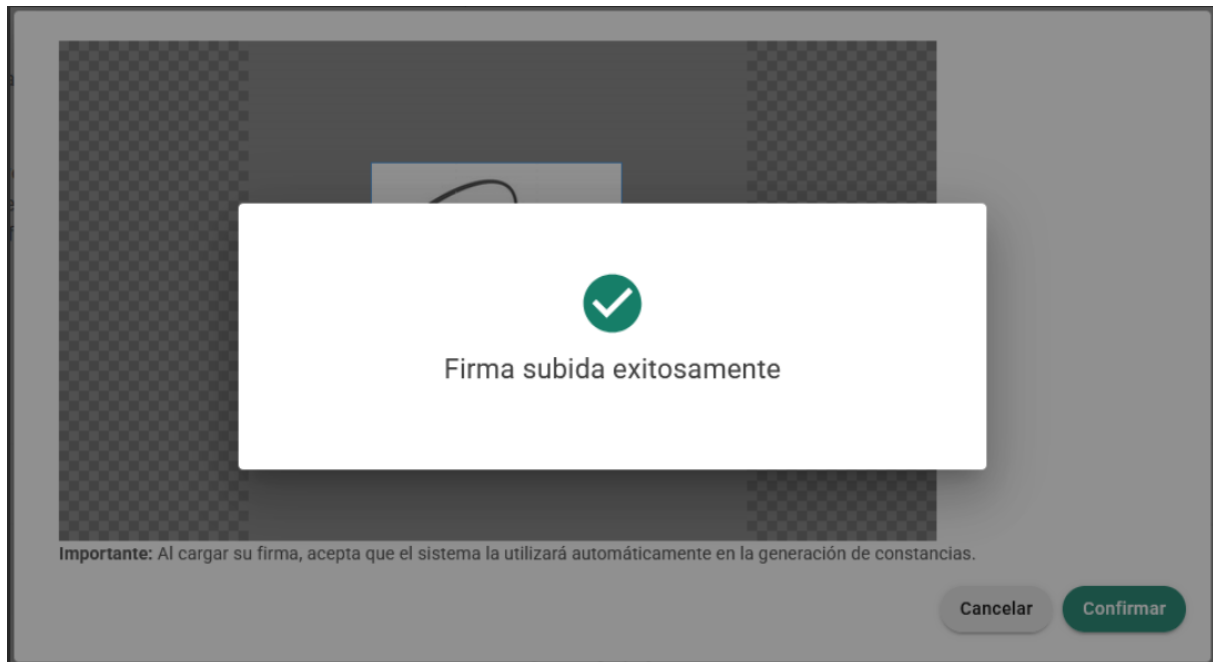 Firma subida exitosamente
Importante: Al cargar su firma, acepta que el sistema la utilizará automáticamente en la generación de constancias.
Cancelar
Confirmar